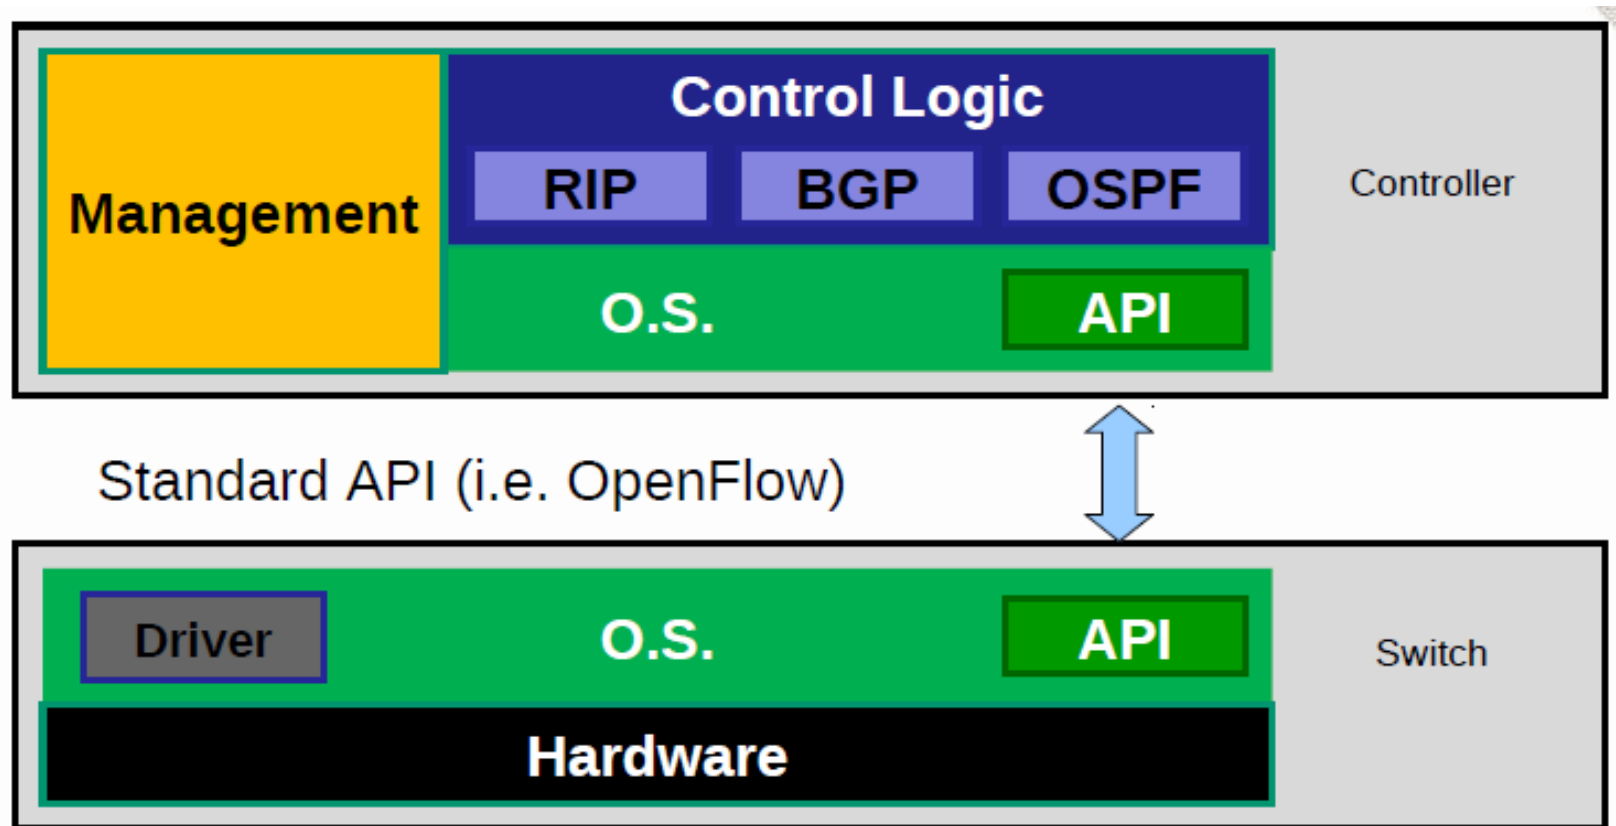 Control Logic
Management
RIP
BGP
OSPF
Controller
O.S.
API
Standard API (i.e. OpenFlow)
Driver
O.S.
API
Switch
Hardware